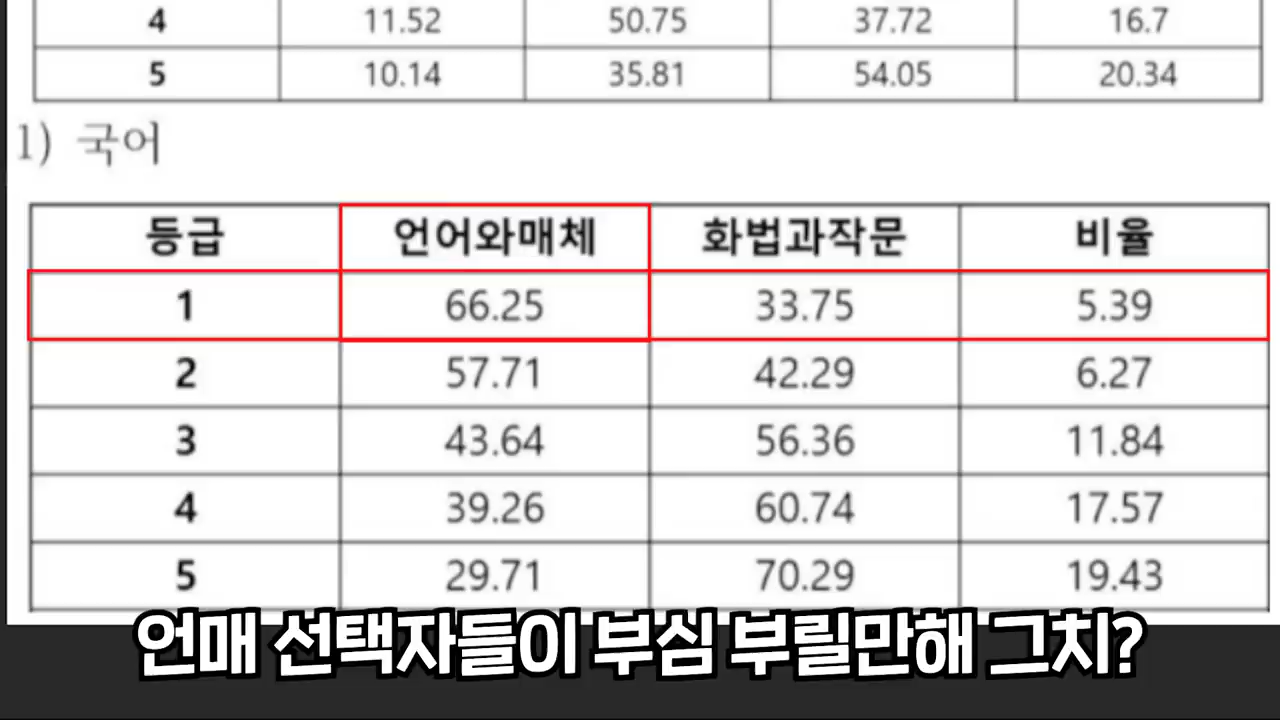 4 11.52 50.75 37.72 16.7
5 10.14 35.81 54.05 20.34
1) 국어
등급 언어와매체 화법과작문 비율
1 66.25 33.75 5.39
2 57.71 42.29 6.27
3 43.64 56.36 11.84
4 39.26 60.74 17.57
5 29.71 70.29 19.43
언매 선택자들이 부심 부릴만해 그치?